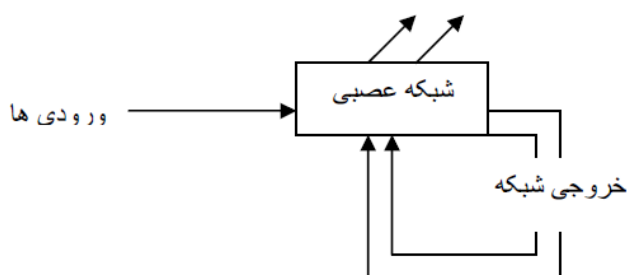 شبکه عصبی
ورودی ها
خروجی شبکه